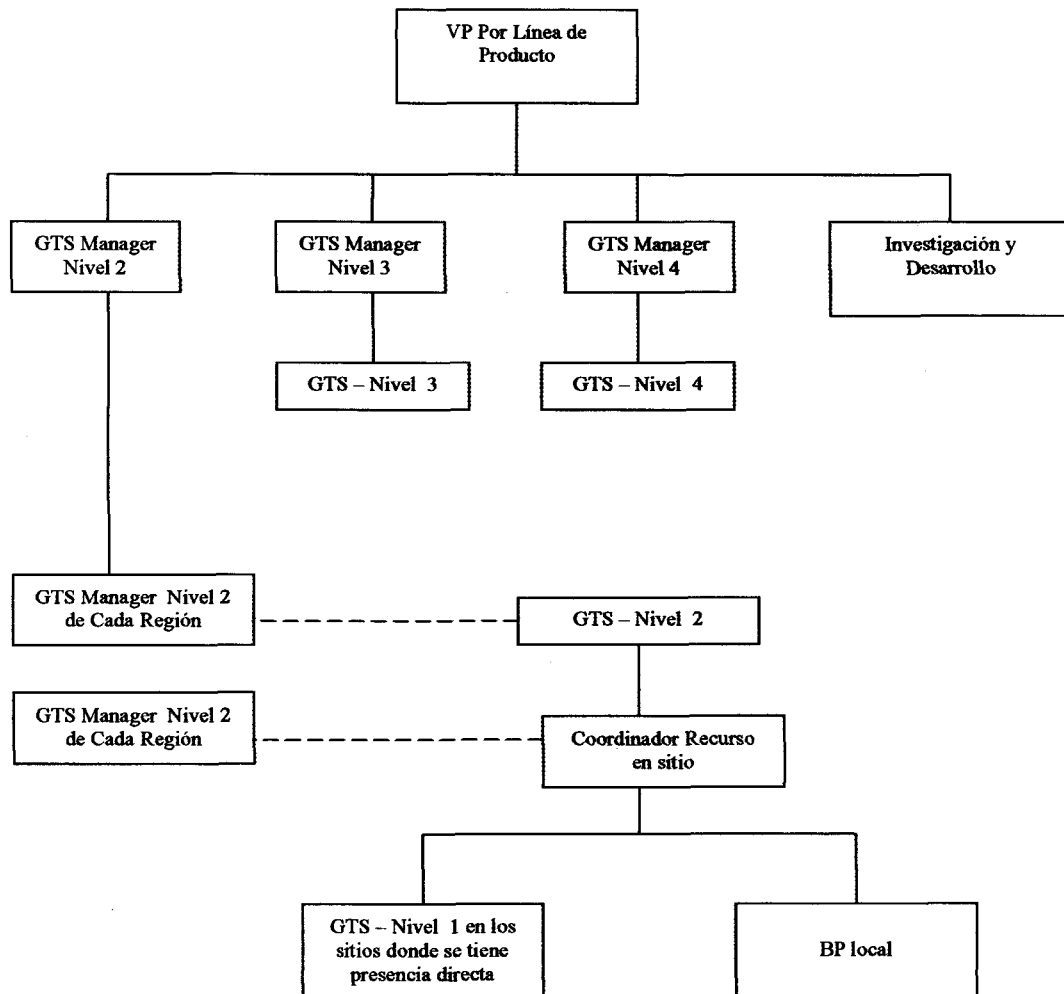 VP Por Línea de
Producto
GTS Manager
Nivel 2
GTS Manager
Nivel 3
GTS Manager
Nivel 4
Investigación y
Desarrollo
GTS – Nivel 3
GTS – Nivel 4
GTS Manager Nivel 2
de Cada Región
GTS – Nivel 2
GTS Manager Nivel 2
de Cada Región
Coordinador Recurso
en sitio
GTS – Nivel 1 en los
sitios donde se tiene
presencia directa
BP local